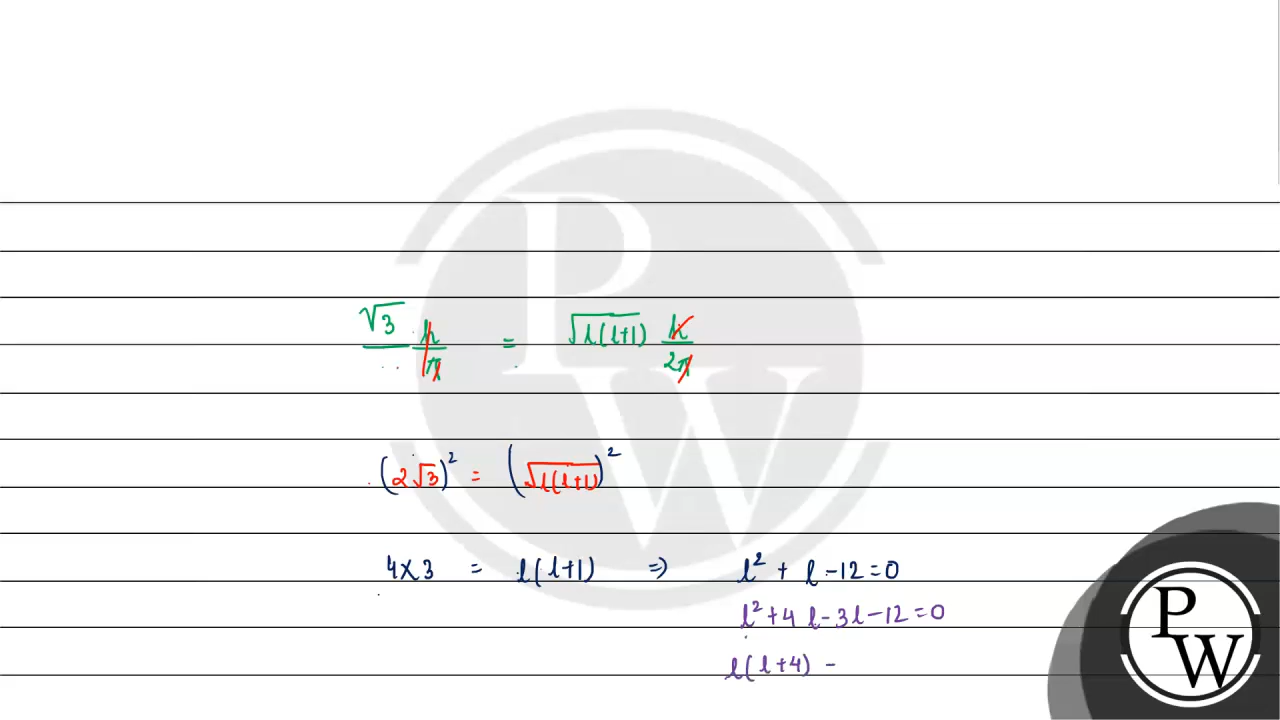 √3 h/π = √l(l+1) h/2π
(2√3)² = (√l(l+1))²
4×3 = l(l+1) ⇒ l² + l - 12 = 0
l² + 4l - 3l - 12 = 0
l(l+4) -
P
W
P
W